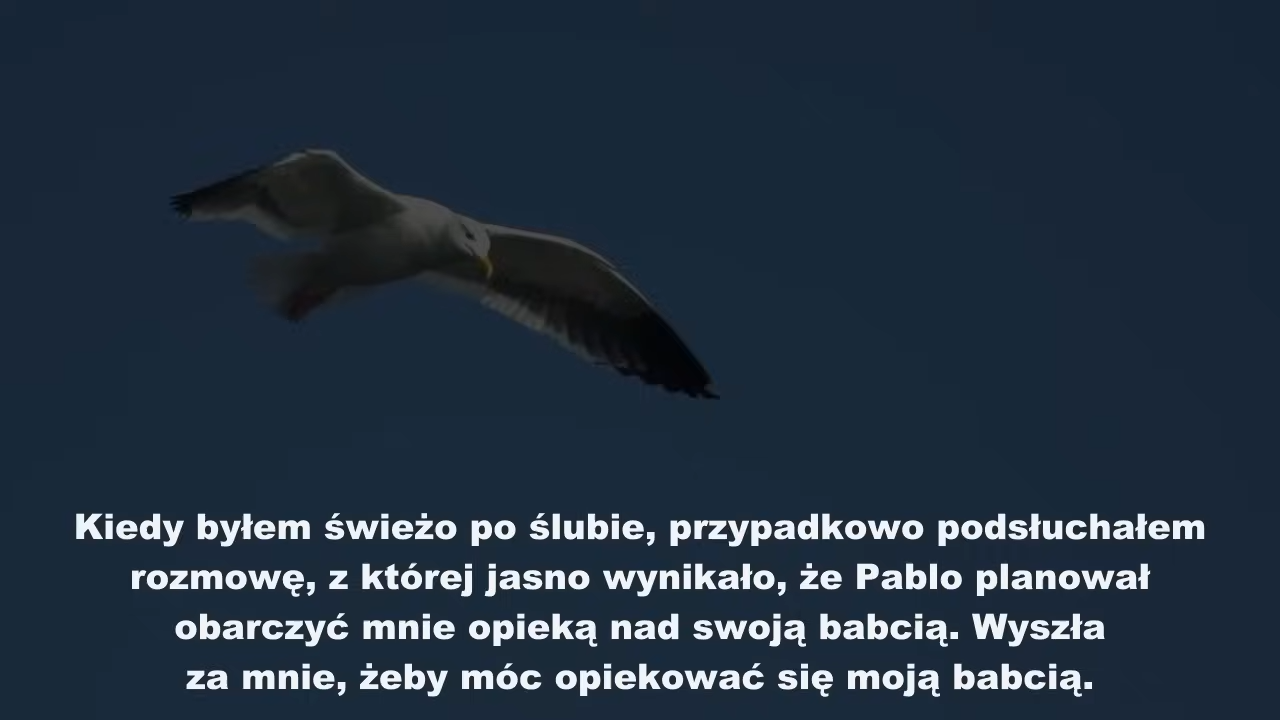 Kiedy byłem świeżo po ślubie, przypadkowo podsłuchałem
rozmowę, z której jasno wynikało, że Pablo planował
obarczyć mnie opieką nad swoją babcią. Wyszła
za mnie, żeby móc opiekować się moją babcią.